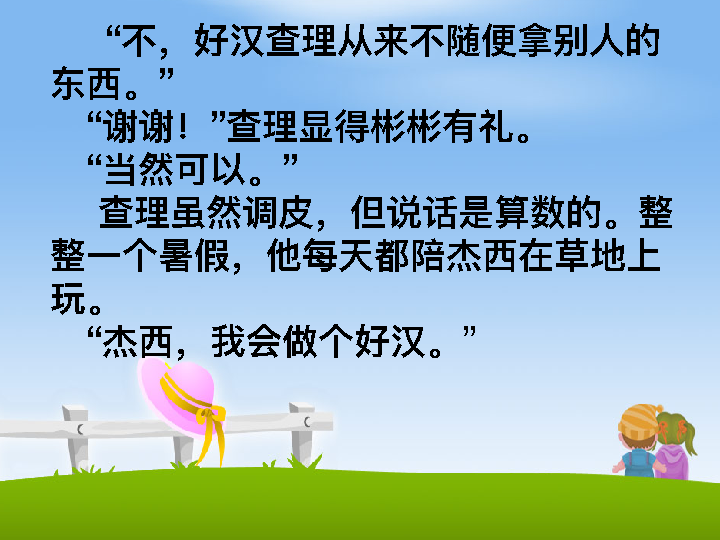 “不，好汉查理从来不随便拿别人的
东西。”
“谢谢！”查理显得彬彬有礼。
“当然可以。”
查理虽然调皮，但说话是算数的。整
整一个暑假，他每天都陪杰西在草地上
玩。
“杰西，我会做个好汉。”